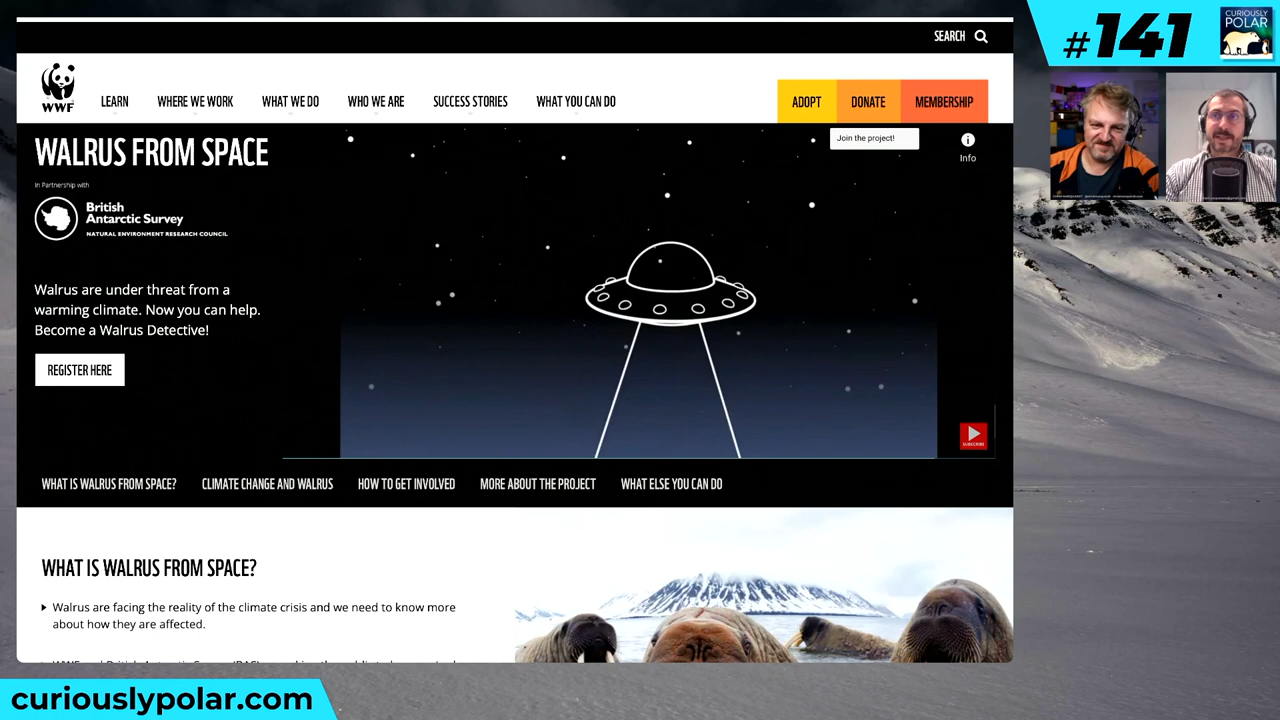 SEARCH
#141
CURIOUSLY
POLAR
WWF
LEARN
WHERE WE WORK
WHAT WE DO
WHO WE ARE
SUCCESS STORIES
WHAT YOU CAN DO
ADOPT
DONATE
MEMBERSHIP
WALRUS FROM SPACE
Join the project!
i
Info
In Partnership with
British
Antarctic Survey
NATURAL ENVIRONMENT RESEARCH COUNCIL
Walrus are under threat from a
warming climate. Now you can help.
Become a Walrus Detective!
REGISTER HERE
SUBSCRIBE
WHAT IS WALRUS FROM SPACE?
CLIMATE CHANGE AND WALRUS
HOW TO GET INVOLVED
MORE ABOUT THE PROJECT
WHAT ELSE YOU CAN DO
WHAT IS WALRUS FROM SPACE?
Walrus are facing the reality of the climate crisis and we need to know more
about how they are affected.
curiouslypolar.com